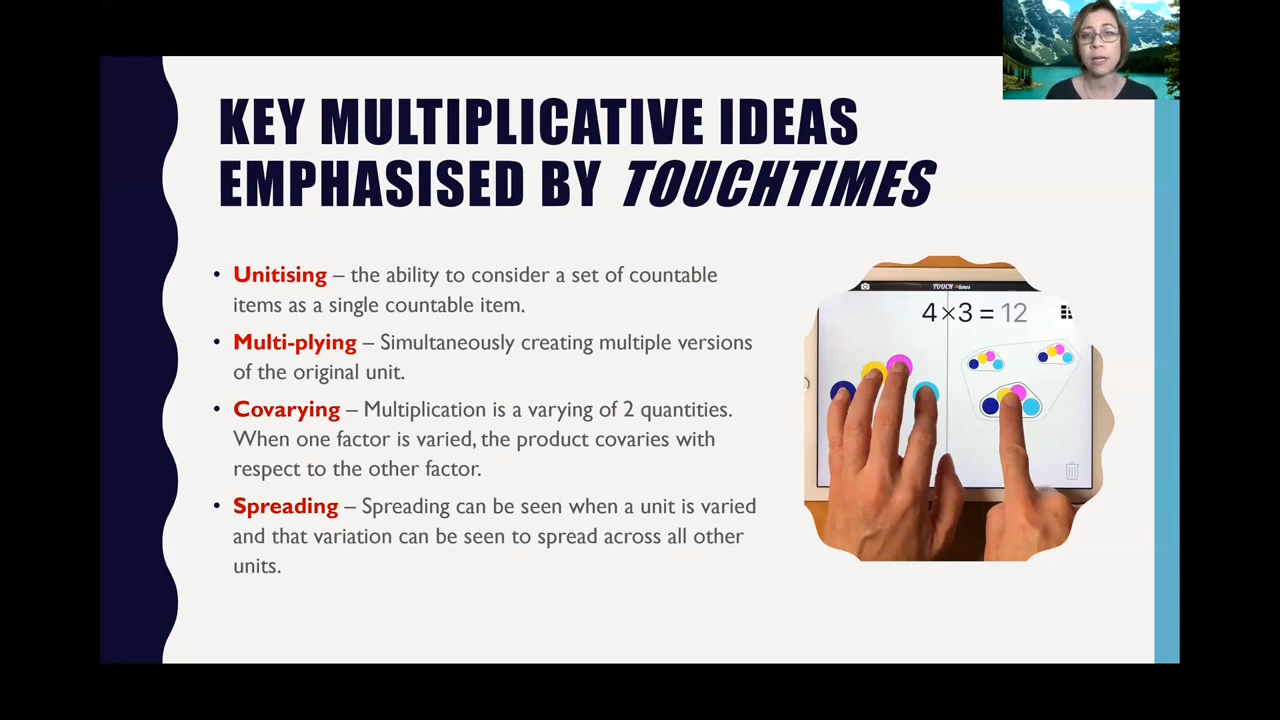 KEY MULTIPLICATIVE IDEAS
EMPHASISED BY TOUCHTIMES
• Unitising – the ability to consider a set of countable
items as a single countable item.
• Multi-plying – Simultaneously creating multiple versions
of the original unit.
• Covarying – Multiplication is a varying of 2 quantities.
When one factor is varied, the product covaries with
respect to the other factor.
• Spreading – Spreading can be seen when a unit is varied
and that variation can be seen to spread across all other
units.
TOUCH times
4×3 = 12